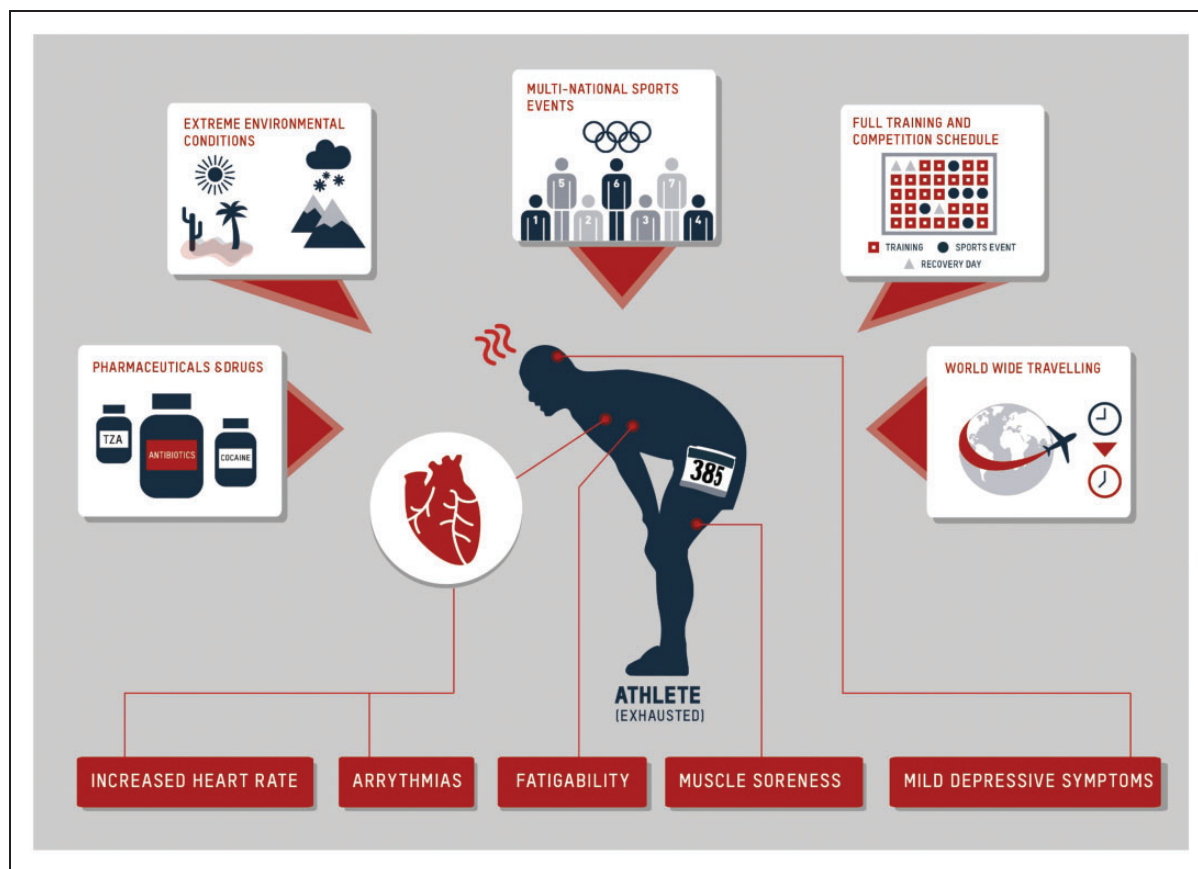 MULTI-NATIONAL SPORTS
EVENTS
5 6 7
1 2 3 4
EXTREME ENVIRONMENTAL
CONDITIONS
FULL TRAINING AND
COMPETITION SCHEDULE
TRAINING SPORTS EVENT
RECOVERY DAY
PHARMACEUTICALS & DRUGS
TZA
ANTIBIOTICS
COCAINE
WORLD WIDE TRAVELLING
385
ATHLETE
(EXHAUSTED)
INCREASED HEART RATE
ARRYTHMIAS
FATIGABILITY
MUSCLE SORENESS
MILD DEPRESSIVE SYMPTOMS